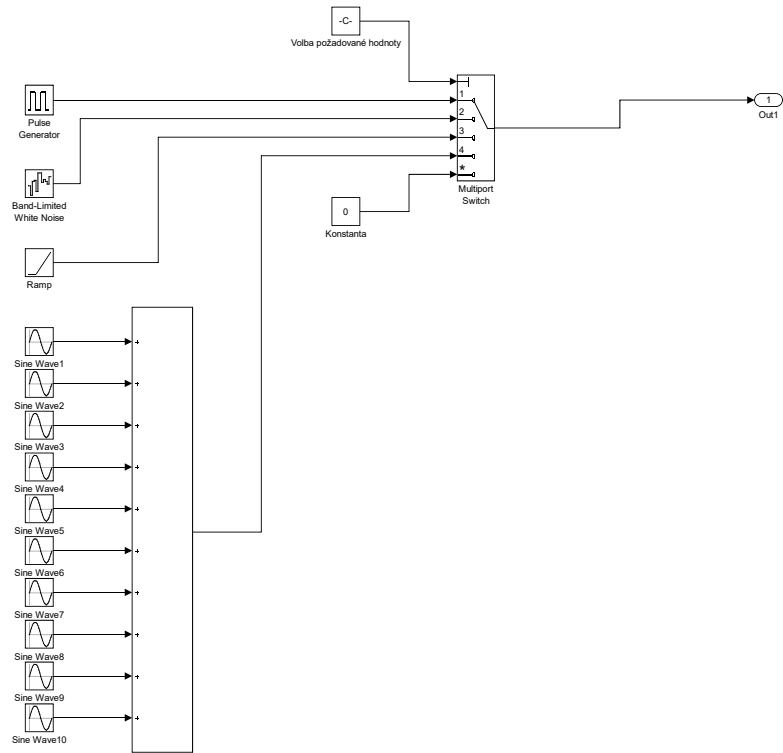 -C-
Volba požadované hodnoty
1
2
3
4
*
Multiport
Switch
1
Out1
Pulse
Generator
Band-Limited
White Noise
0
Konstanta
Ramp
+
Sine Wave1
+
Sine Wave2
+
Sine Wave3
+
Sine Wave4
+
Sine Wave5
+
Sine Wave6
+
Sine Wave7
+
Sine Wave8
+
Sine Wave9
+
Sine Wave10